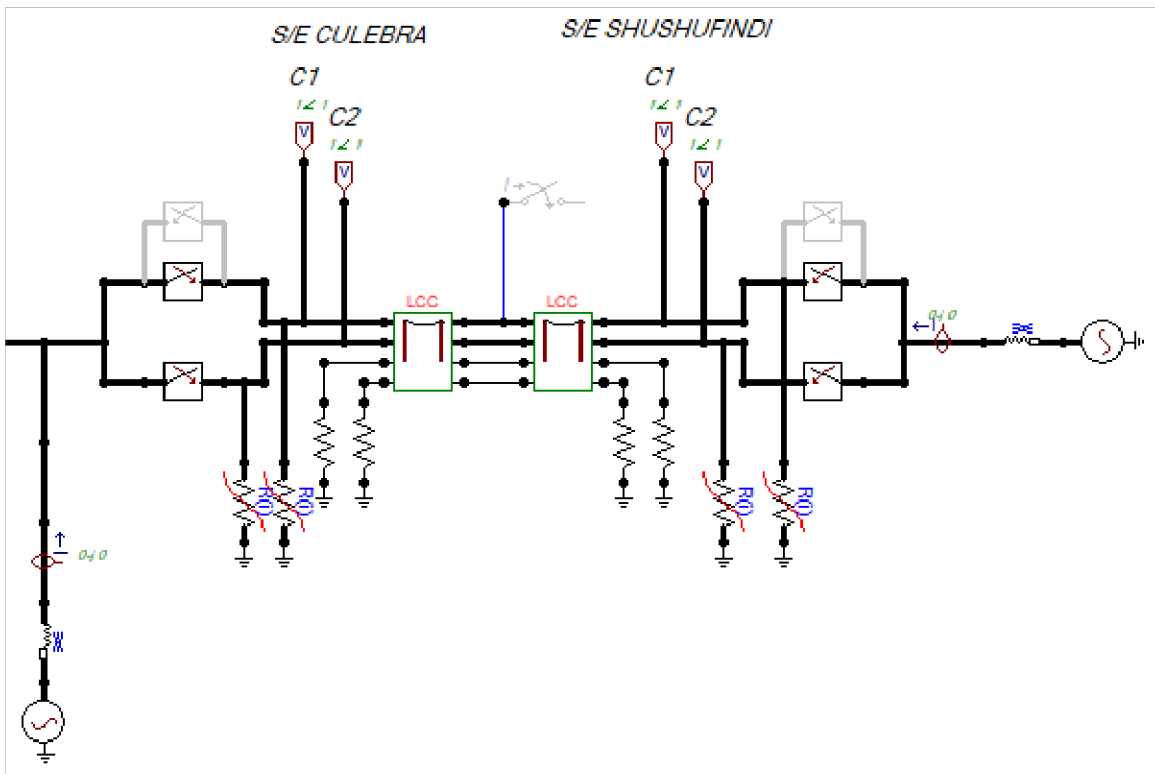 S/E CULEBRA
S/E SHUSHUFINDI
C1
C2
V
V
C1
C2
V
V
I
LCC
LCC
I
I
R(i)
R(i)
R(i)
R(i)